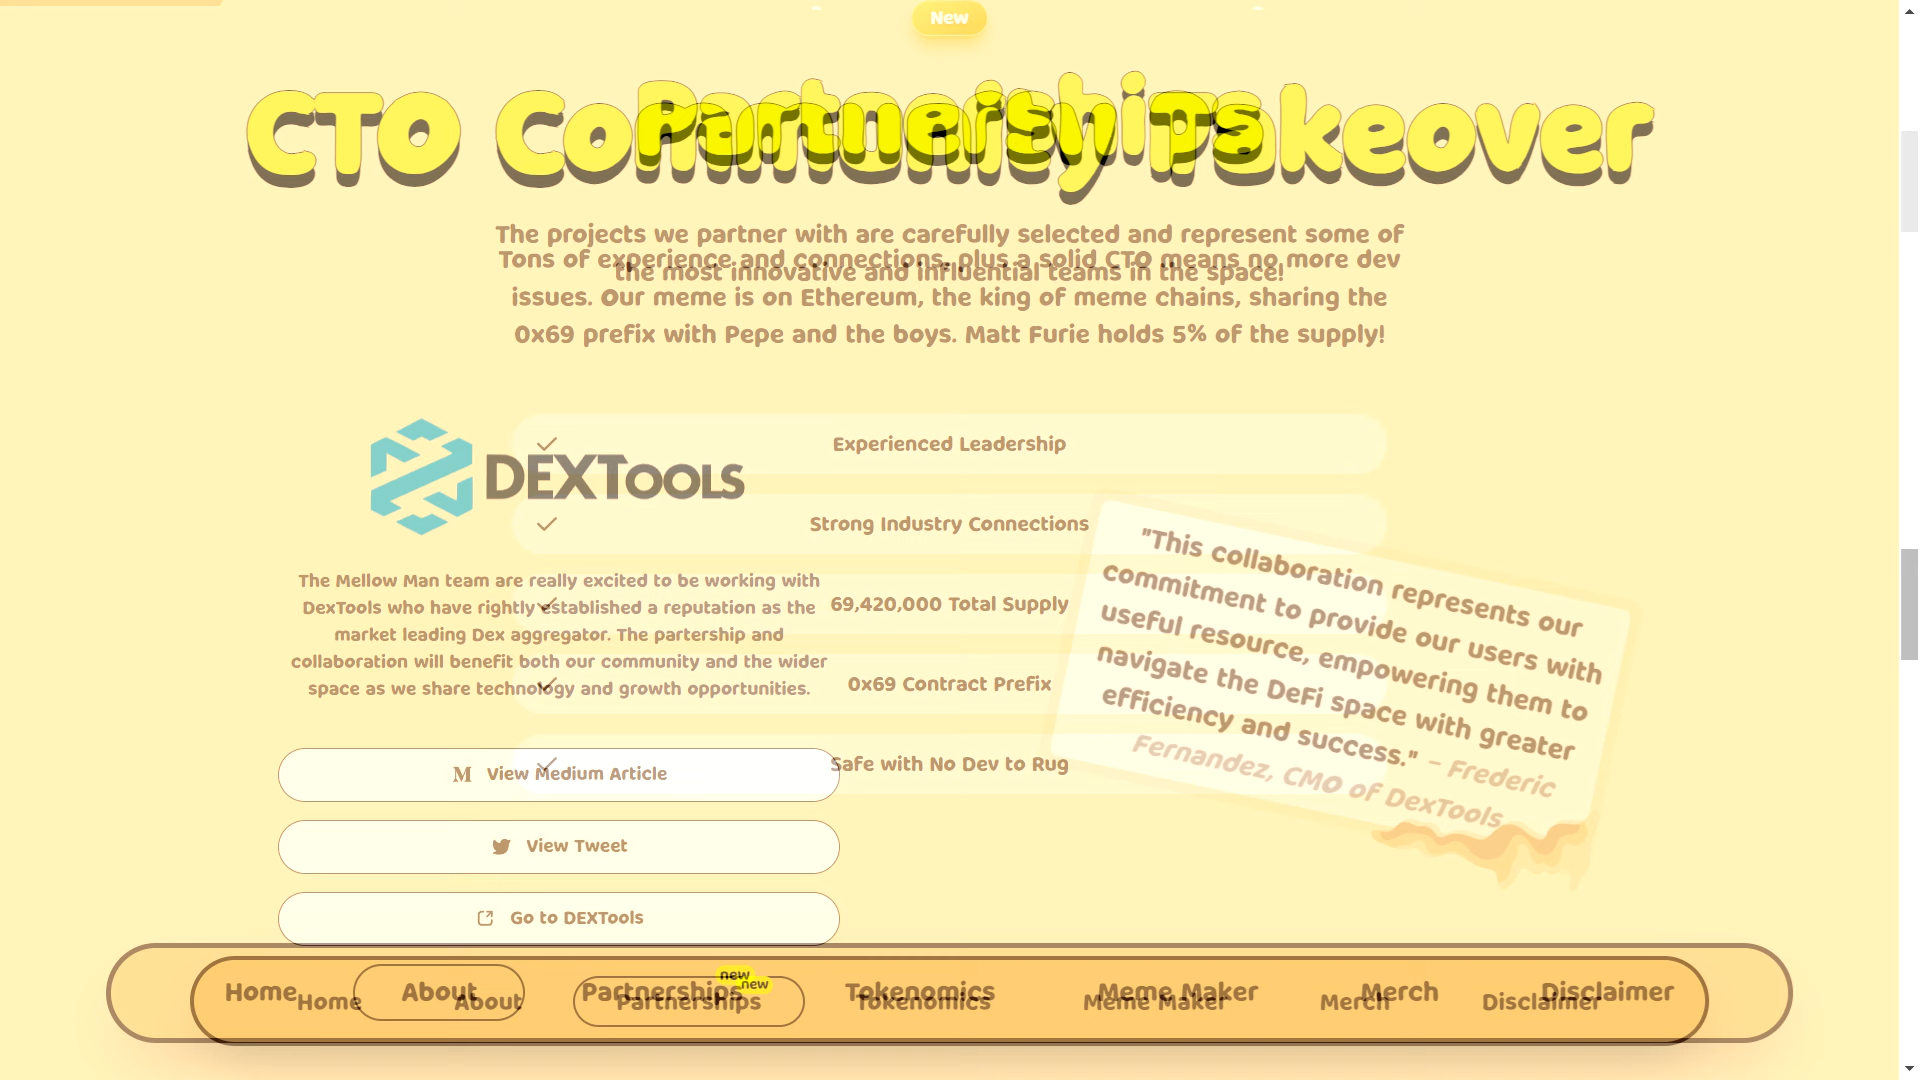 New
CTO Community Takeover
Partnerships
The projects we partner with are carefully selected and represent some of
the most innovative and influential teams in the space!
Tons of experience and connections, plus a solid CTO means no more dev
issues. Our meme is on Ethereum, the king of meme chains, sharing the
0x69 prefix with Pepe and the boys. Matt Furie holds 5% of the supply!
DEXTOOLS
Experienced Leadership
Strong Industry Connections
69,420,000 Total Supply
0x69 Contract Prefix
Safe with No Dev to Rug
The Mellow Man team are really excited to be working with
DexTools who have rightly established a reputation as the
market leading Dex aggregator. The partership and
collaboration will benefit both our community and the wider
space as we share technology and growth opportunities.
"This collaboration represents our
commitment to provide our users with
useful resource, empowering them to
navigate the DeFi space with greater
efficiency and success." – Frederic
Fernandez, CMO of DexTools
View Medium Article
View Tweet
Go to DEXTools
Home About Partnerships new Tokenomics Meme Maker Merch Disclaimer
Home About Partnerships new Tokenomics Meme Maker Merch Disclaimer